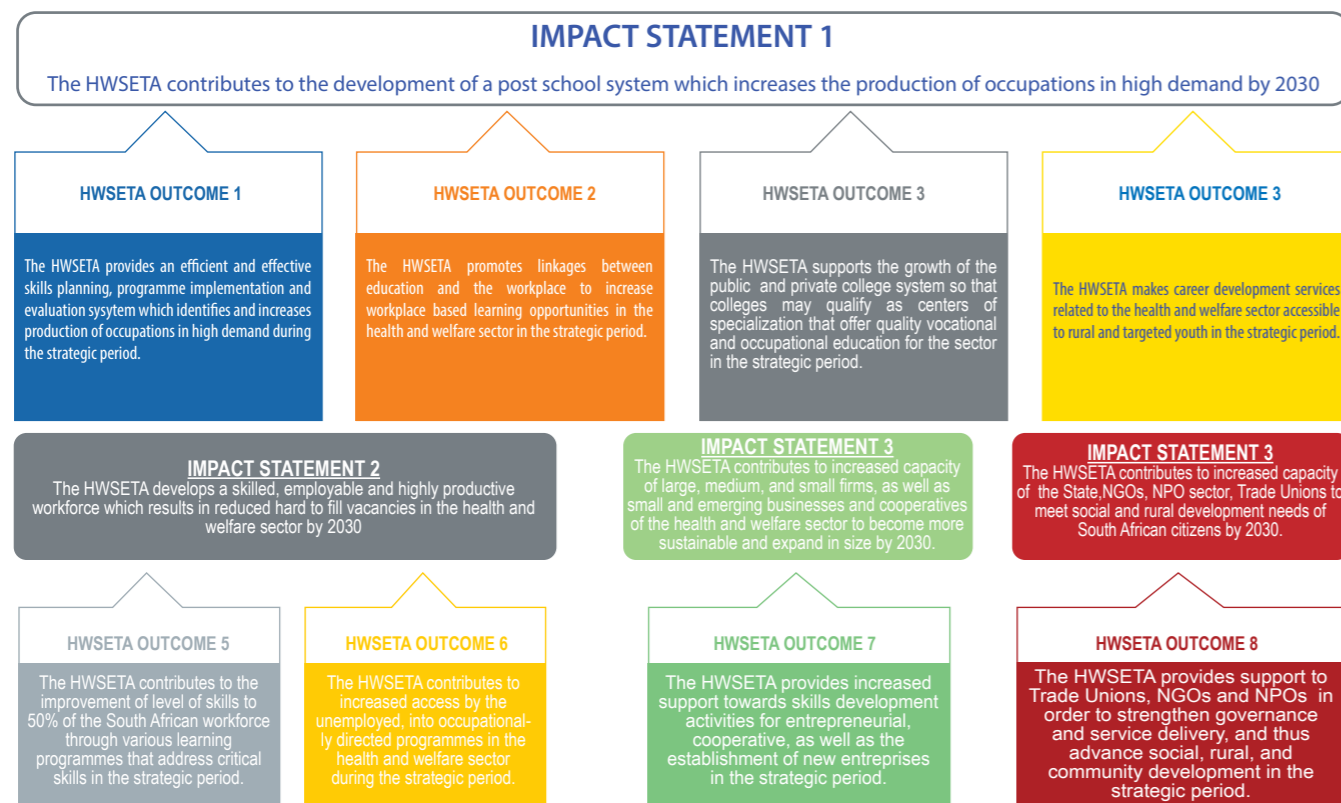 IMPACT STATEMENT 1
The HWSETA contributes to the development of a post school system which increases the production of occupations in high demand by 2030
HWSETA OUTCOME 1
The HWSETA provides an efficient and effective
skills planning, programme implementation and
evaluation sysytem which identifies and increases
production of occupations in high demand during
the strategic period.
HWSETA OUTCOME 2
The HWSETA promotes linkages between
education and the workplace to increase
workplace based learning opportunities in the
health and welfare sector in the strategic period.
HWSETA OUTCOME 3
The HWSETA supports the growth of the
public and private college system so that
colleges may qualify as centers of
specialization that offer quality vocational
and occupational education for the sector
in the strategic period.
HWSETA OUTCOME 3
The HWSETA makes career development services
related to the health and welfare sector accessible
to rural and targeted youth in the strategic period.
IMPACT STATEMENT 2
The HWSETA develops a skilled, employable and highly productive
workforce which results in reduced hard to fill vacancies in the health and
welfare sector by 2030
IMPACT STATEMENT 3
The HWSETA contributes to increased capacity
of large, medium, and small firms, as well as
small and emerging businesses and cooperatives
of the health and welfare sector to become more
sustainable and expand in size by 2030.
IMPACT STATEMENT 3
The HWSETA contributes to increased capacity
of the State,NGOs, NPO sector, Trade Unions to
meet social and rural development needs of
South African citizens by 2030.
HWSETA OUTCOME 5
The HWSETA contributes to the
improvement of level of skills to
50% of the South African workforce
through various learning
programmes that address critical
skills in the strategic period.
HWSETA OUTCOME 6
The HWSETA contributes to
increased access by the
unemployed, into occupational-
ly directed programmes in the
health and welfare sector
during the strategic period.
HWSETA OUTCOME 7
The HWSETA provides increased
support towards skills development
activities for entrepreneurial,
cooperative, as well as the
establishment of new entreprises
in the strategic period.
HWSETA OUTCOME 8
The HWSETA provides support to
Trade Unions, NGOs and NPOs in
order to strengthen governance
and service delivery, and thus
advance social, rural, and
community development in the
strategic period.